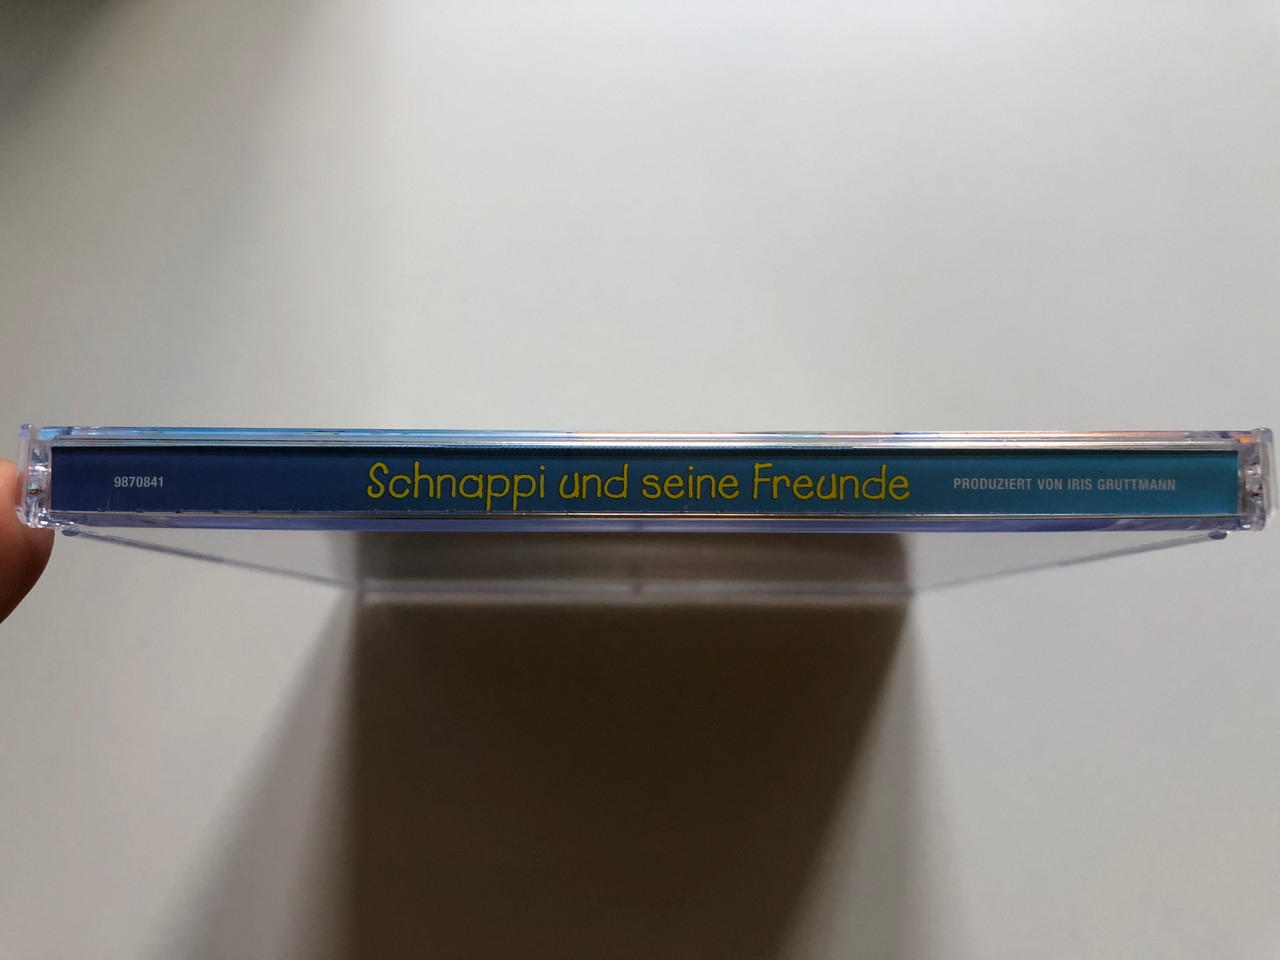 9870841 Schnappi und seine Freunde PRODUZIERT VON IRIS GRUTTMANN